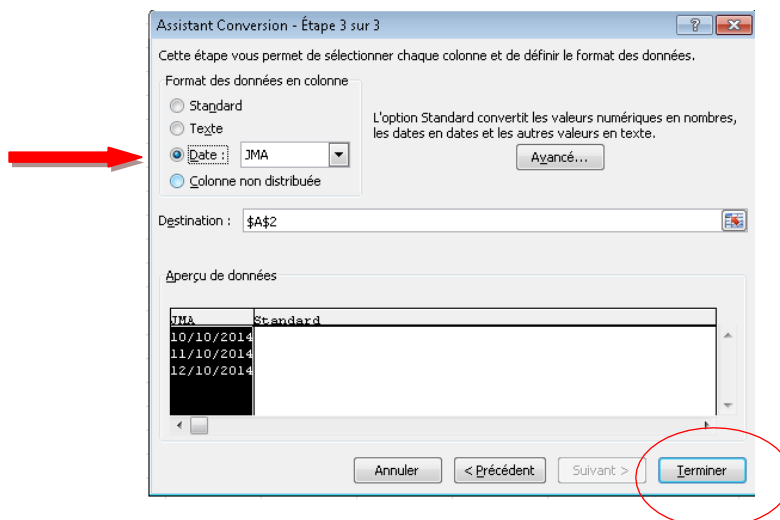 Assistant Conversion - Étape 3 sur 3
Cette étape vous permet de sélectionner chaque colonne et de définir le format des données.
Format des données en colonne
Standard
Texte
Date : JMA
Colonne non distribuée
L'option Standard convertit les valeurs numériques en nombres,
les dates en dates et les autres valeurs en texte.
Avancé...
Destination : $A$2
Aperçu de données
JMA Standard
10/10/2014
11/10/2014
12/10/2014
Annuler < Précédent Suivant > Terminer